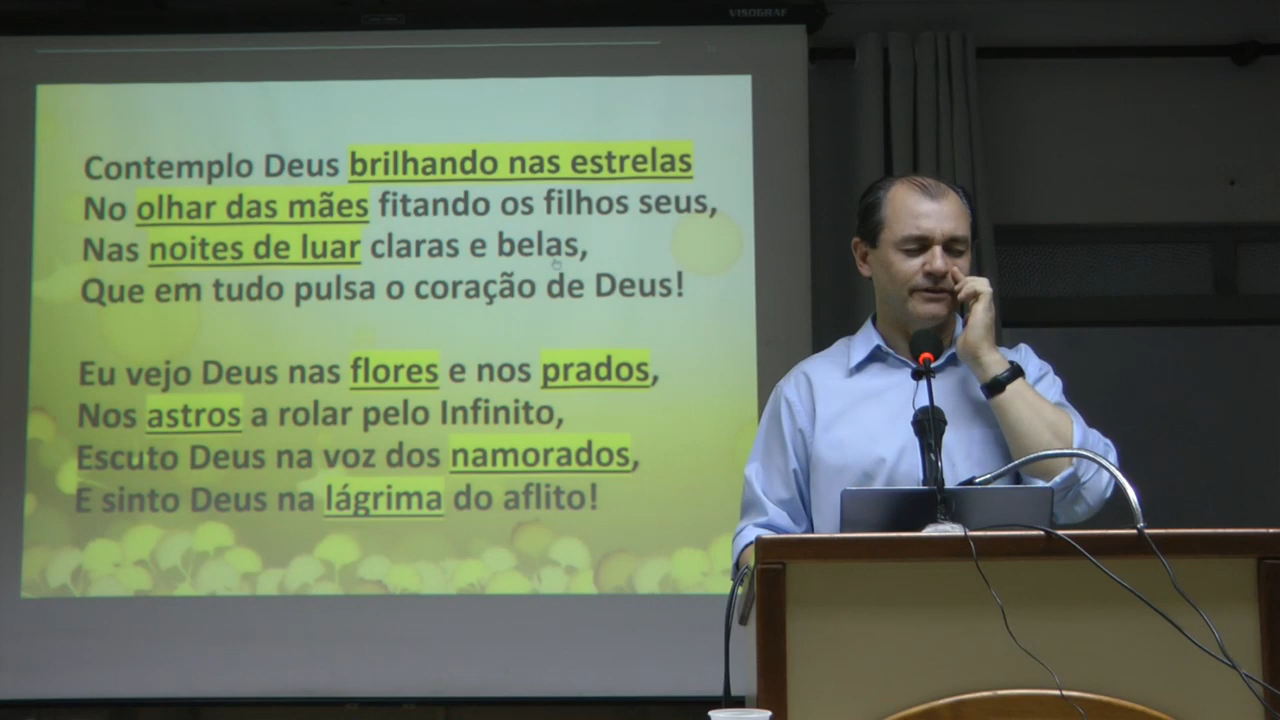 VISOGRAF
Contemplo Deus brilhando nas estrelas
No olhar das mães fitando os filhos seus,
Nas noites de luar claras e belas,
Que em tudo pulsa o coração de Deus!
Eu vejo Deus nas flores e nos prados,
Nos astros a rolar pelo Infinito,
Escuto Deus na voz dos namorados,
E sinto Deus na lágrima do aflito!